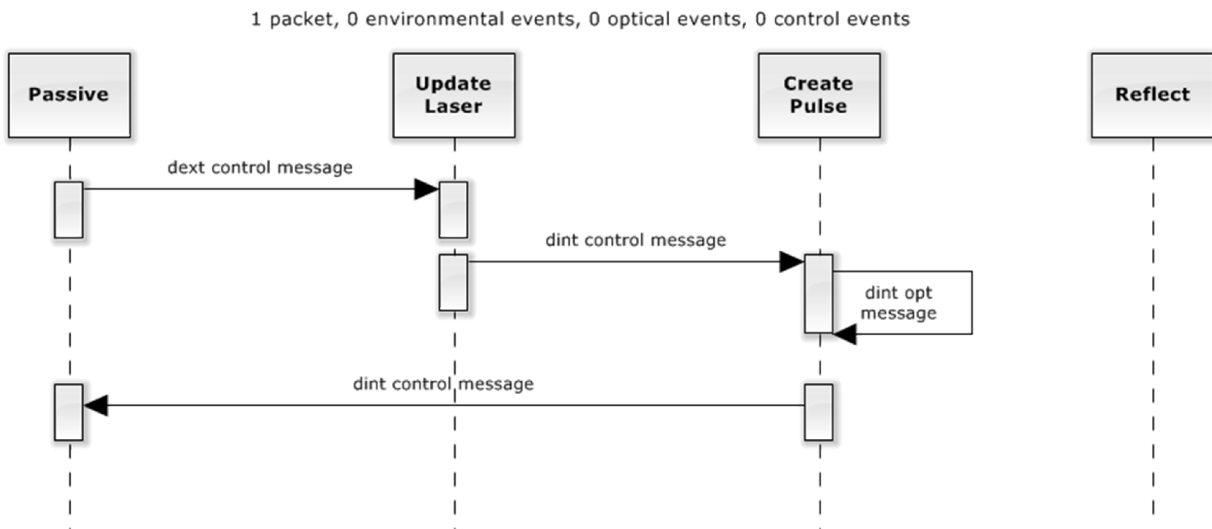 1 packet, 0 environmental events, 0 optical events, 0 control events
Passive
Update
Laser
Create
Pulse
Reflect
dext control message
dint control message
dint opt
message
dint control message